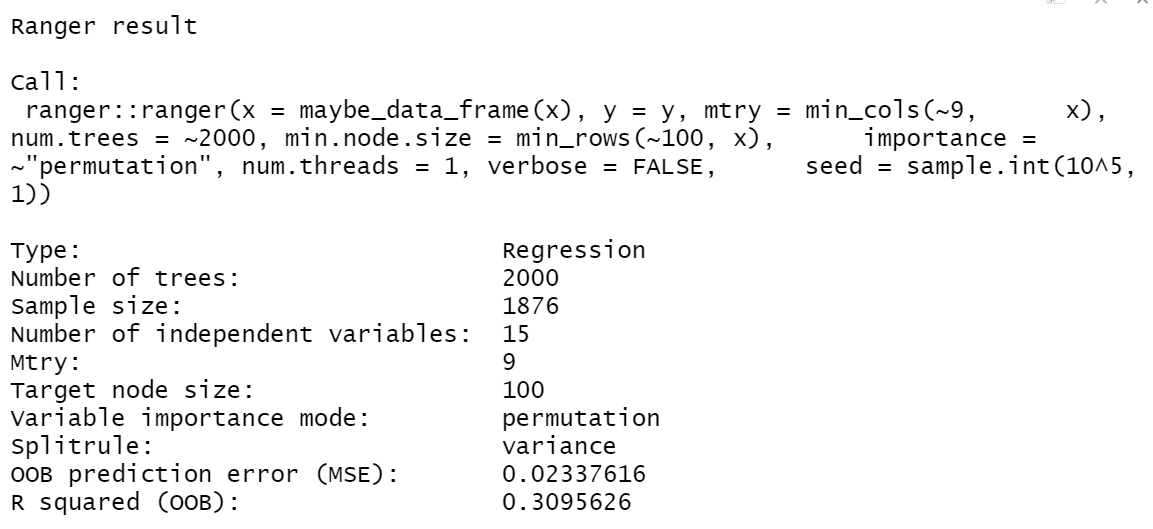 Ranger result

Call:
 ranger::ranger(x = maybe_data_frame(x), y = y, mtry = min_cols(~9,      x),
num.trees = ~2000, min.node.size = min_rows(~100, x),      importance =
~"permutation", num.threads = 1, verbose = FALSE,      seed = sample.int(10^5,
1))

Type:                             Regression
Number of trees:                  2000
Sample size:                      1876
Number of independent variables:  15
Mtry:                             9
Target node size:                 100
Variable importance mode:         permutation
Splitrule:                        variance
OOB prediction error (MSE):       0.02337616
R squared (OOB):                  0.3095626